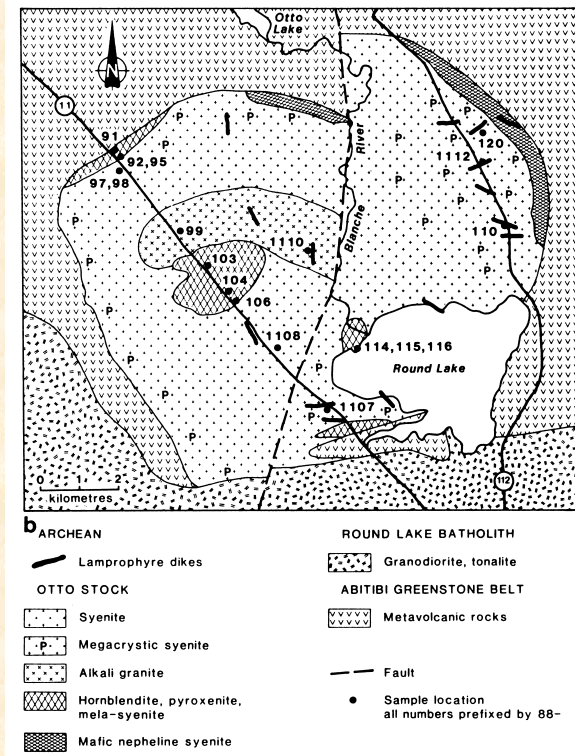 Otto
Lake
N
11
River
Blanche
91
92,95
97,98
P
P
P
P
120
1112
P
P
P
99
1110
110
P
P
P
103
104
106
P
P
1108
114,115,116
P
Round Lake
P
1107
P
P
P
P
0 1 2
kilometres
112
b
ARCHEAN
Lamprophyre dikes
OTTO STOCK
Syenite
P
Megacrystic syenite
Alkali granite
Hornblendite, pyroxenite,
mela-syenite
Mafic nepheline syenite
ROUND LAKE BATHOLITH
Granodiorite, tonalite
ABITIBI GREENSTONE BELT
Metavolcanic rocks
Fault
Sample location
all numbers prefixed by 88-